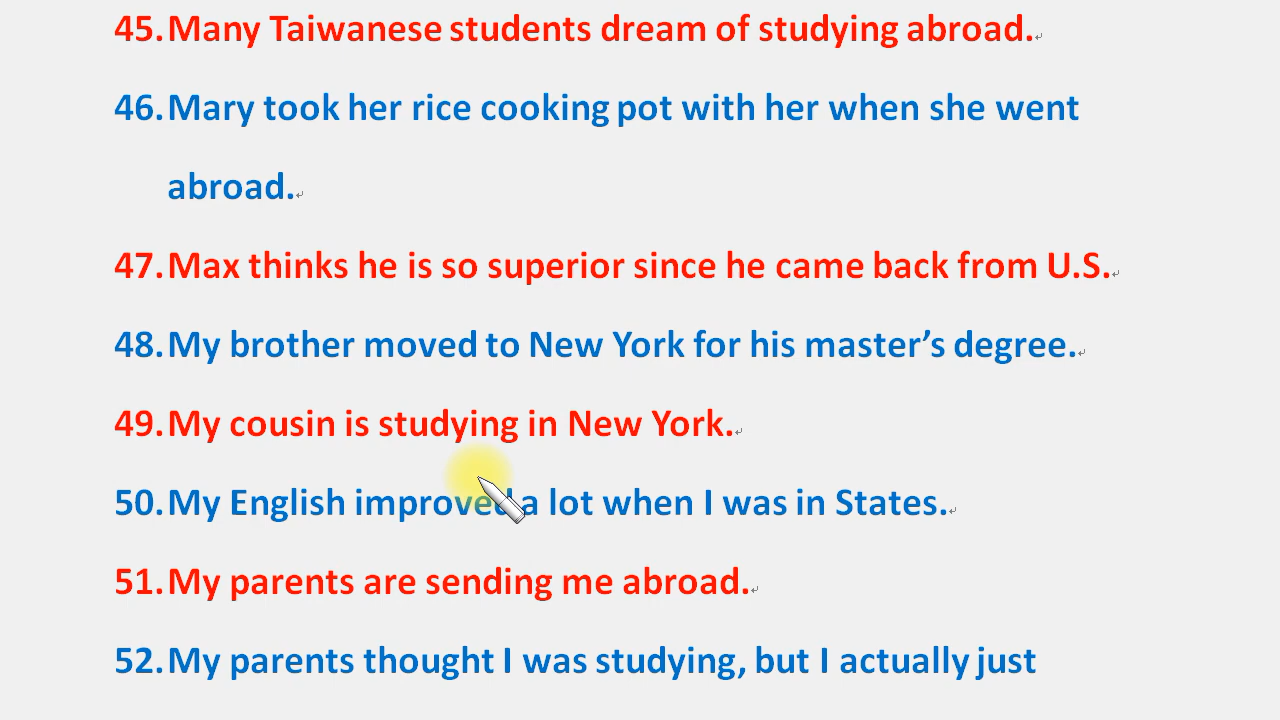 45. Many Taiwanese students dream of studying abroad.
46. Mary took her rice cooking pot with her when she went
abroad.
47. Max thinks he is so superior since he came back from U.S.
48. My brother moved to New York for his master’s degree.
49. My cousin is studying in New York.
50. My English improved a lot when I was in States.
51. My parents are sending me abroad.
52. My parents thought I was studying, but I actually just